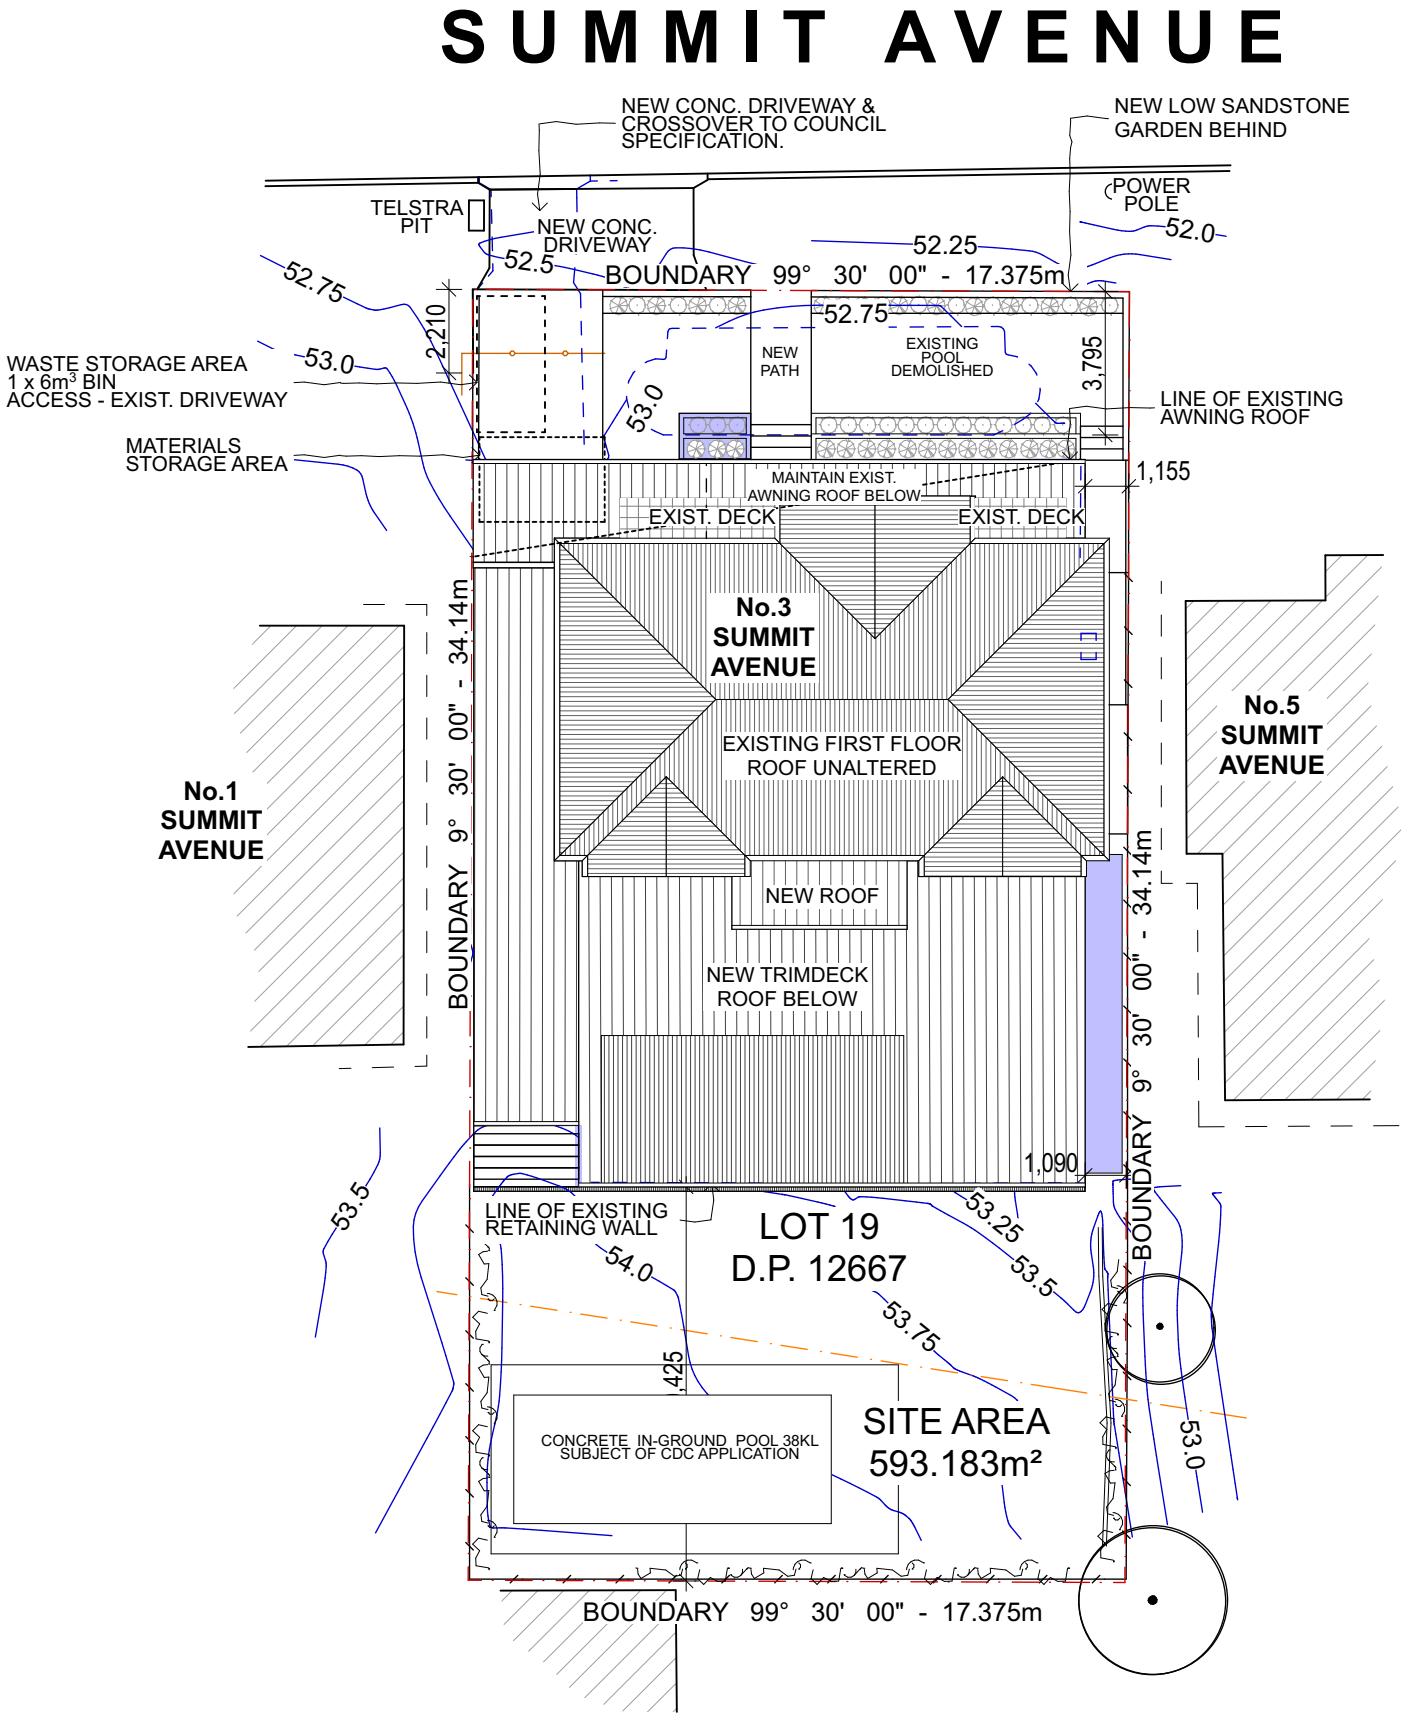 SUMMIT AVENUE
NEW CONC. DRIVEWAY &
CROSSOVER TO COUNCIL
SPECIFICATION.
NEW LOW SANDSTONE
GARDEN BEHIND
TELSTRA
PIT
POWER
POLE
NEW CONC.
DRIVEWAY
52.0
52.25
52.5
52.75
BOUNDARY 99° 30' 00" - 17.375m
2,210
52.75
53.0
NEW
PATH
EXISTING
POOL
DEMOLISHED
3,795
WASTE STORAGE AREA
1 x 6m³ BIN
ACCESS - EXIST. DRIVEWAY
53.0
LINE OF EXISTING
AWNING ROOF
MATERIALS
STORAGE AREA
1,155
MAINTAIN EXIST.
AWNING ROOF BELOW
EXIST. DECK
EXIST. DECK
No.3
SUMMIT
AVENUE
BOUNDARY 9° 30' 00" - 34.14m
No.1
SUMMIT
AVENUE
No.5
SUMMIT
AVENUE
EXISTING FIRST FLOOR
ROOF UNALTERED
NEW ROOF
BOUNDARY 9° 30' 00" - 34.14m
NEW TRIMDECK
ROOF BELOW
1,090
53.5
LINE OF EXISTING
RETAINING WALL
LOT 19
D.P. 12667
53.25
54.0
53.5
53.75
SITE AREA
593.183m²
53.0
CONCRETE IN-GROUND POOL 38KL
SUBJECT OF CDC APPLICATION
BOUNDARY 99° 30' 00" - 17.375m